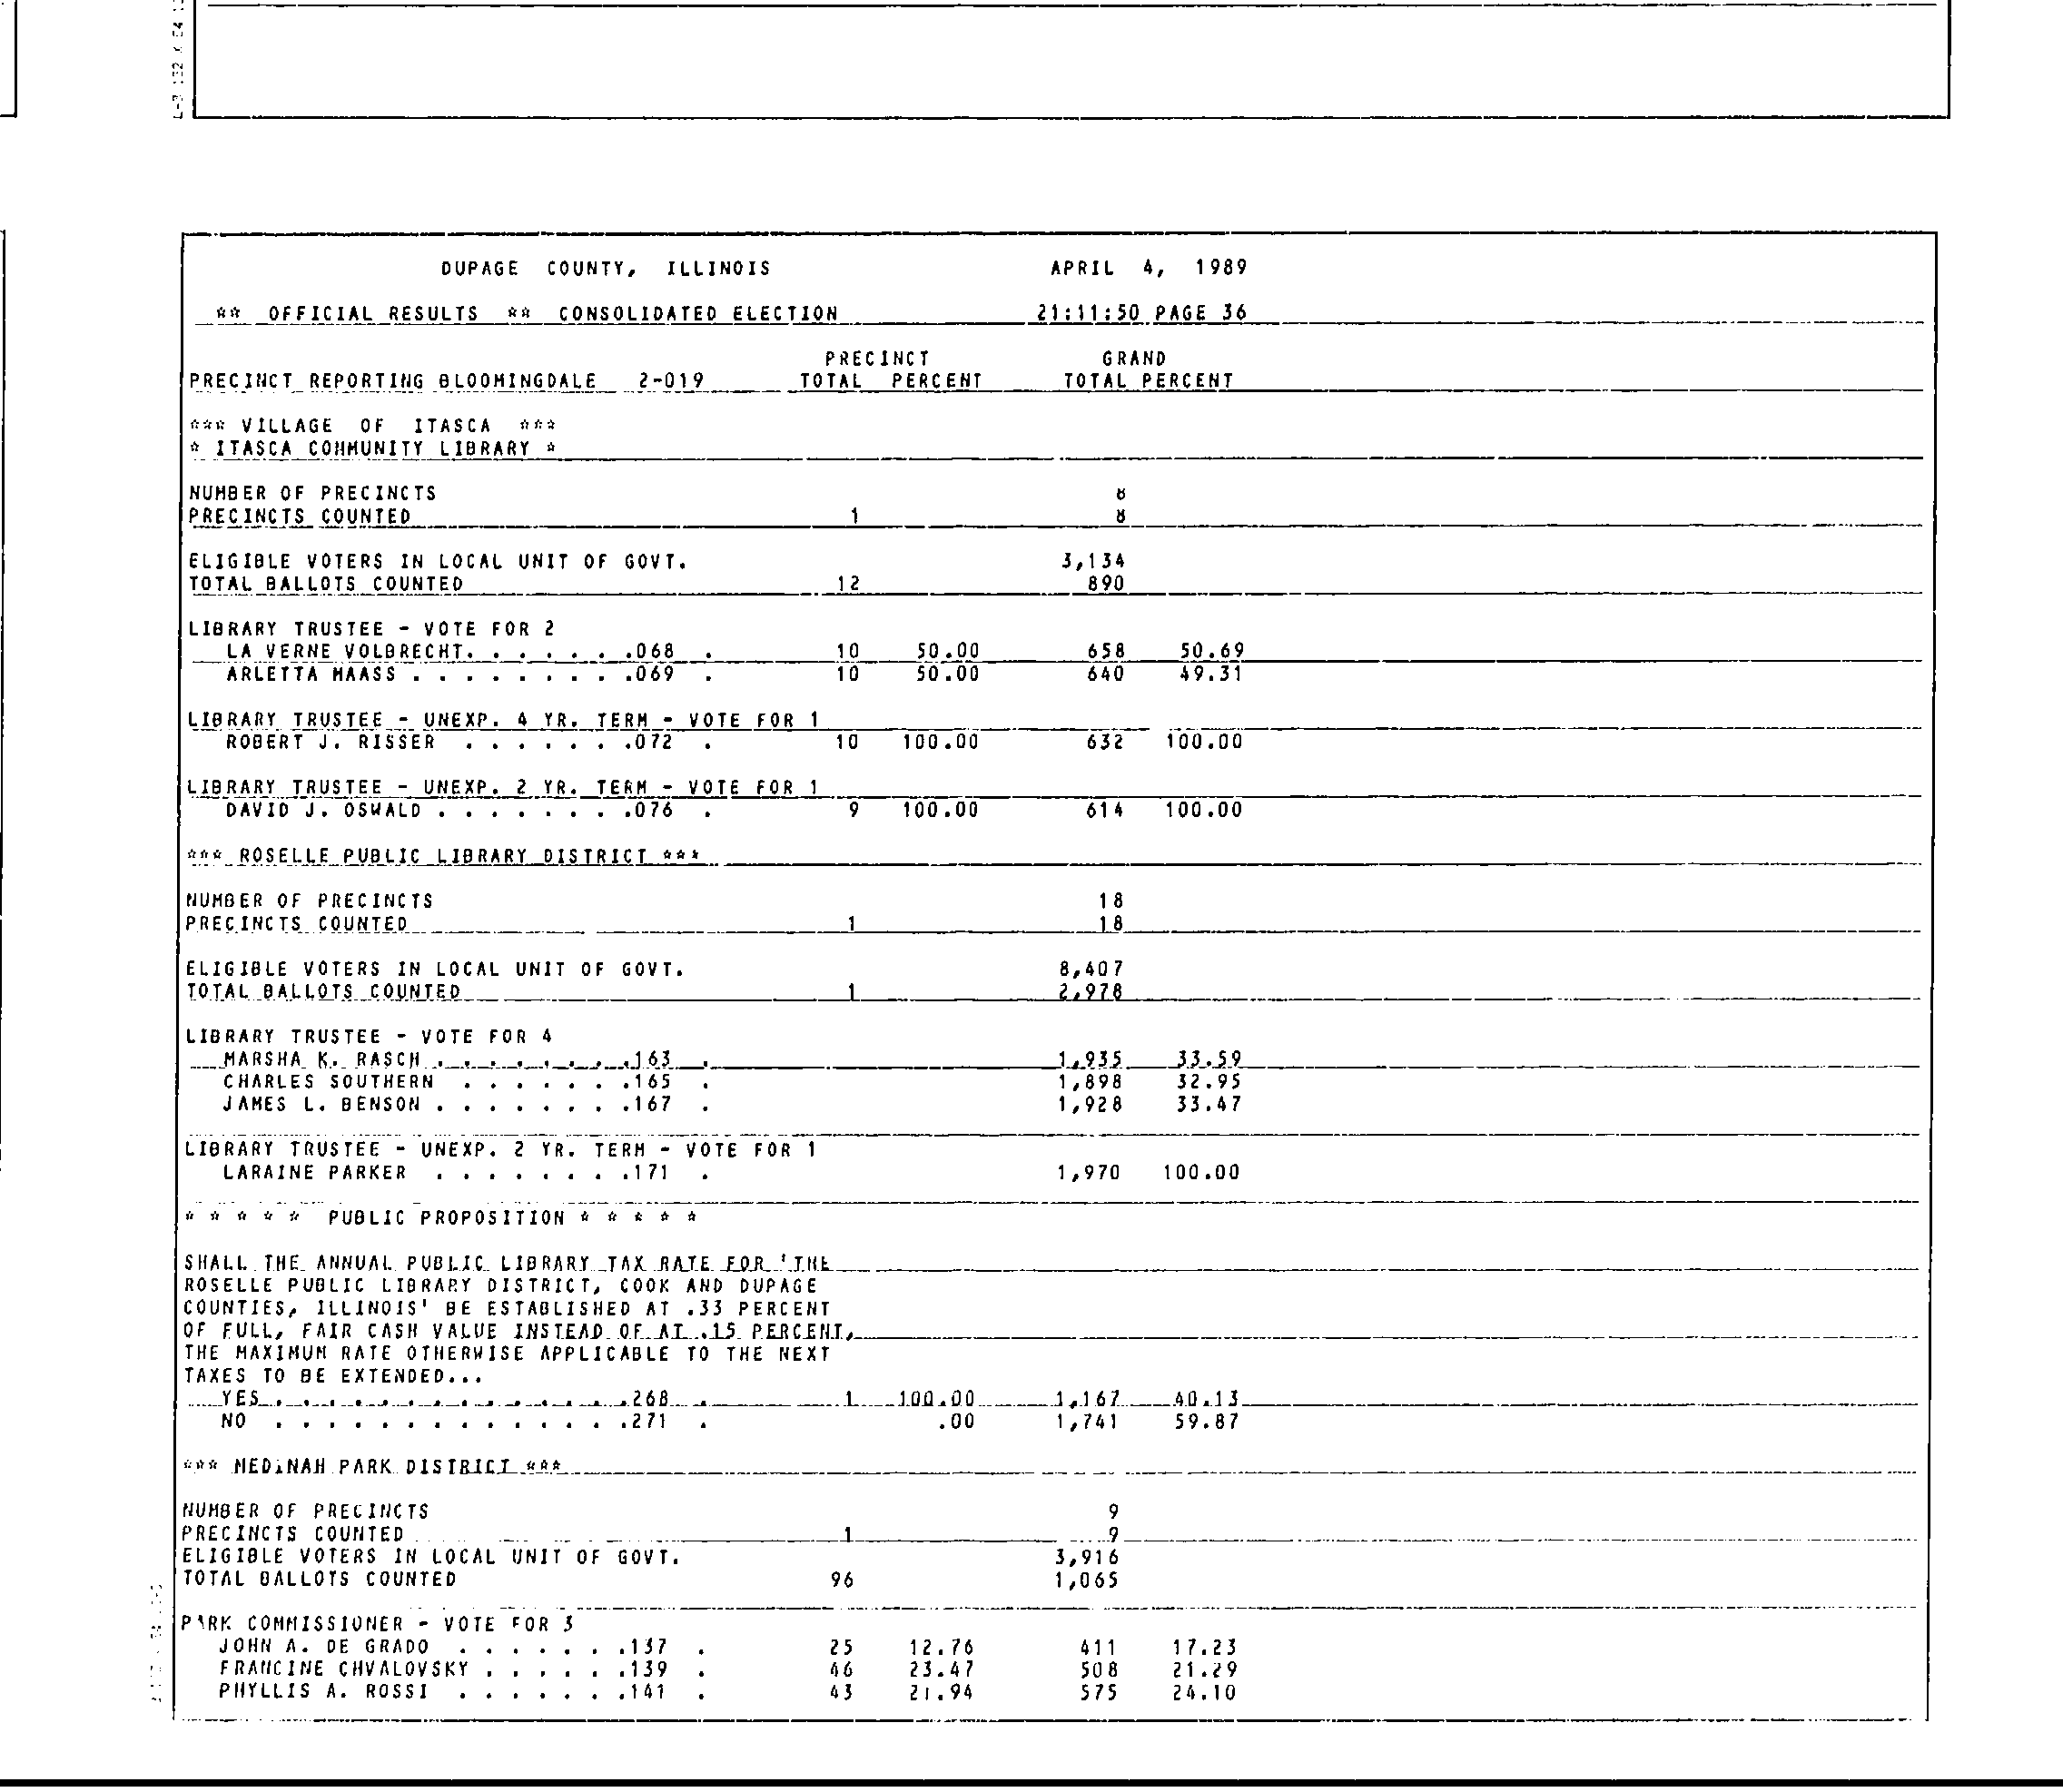 DUPAGE COUNTY, ILLINOIS APRIL 4, 1989
** OFFICIAL RESULTS ** CONSOLIDATED ELECTION 21:11:50 PAGE 36
PRECINCT GRAND
PRECINCT REPORTING BLOOMINGDALE 2-019 TOTAL PERCENT TOTAL PERCENT
*** VILLAGE OF ITASCA ***
* ITASCA COMMUNITY LIBRARY *
NUMBER OF PRECINCTS 8
PRECINCTS COUNTED 1 8
ELIGIBLE VOTERS IN LOCAL UNIT OF GOVT. 3,134
TOTAL BALLOTS COUNTED 12 890
LIBRARY TRUSTEE - VOTE FOR 2
LA VERNE VOLBRECHT. . . . . . .068 . 10 50.00 658 50.69
ARLETTA MAASS . . . . . . . . .069 . 10 50.00 640 49.31
LIBRARY TRUSTEE - UNEXP. 4 YR. TERM - VOTE FOR 1
ROBERT J. RISSER . . . . . . .072 . 10 100.00 632 100.00
LIBRARY TRUSTEE - UNEXP. 2 YR. TERM - VOTE FOR 1
DAVID J. OSWALD . . . . . . . .076 . 9 100.00 614 100.00
*** ROSELLE PUBLIC LIBRARY DISTRICT ***
NUMBER OF PRECINCTS 18
PRECINCTS COUNTED 1 18
ELIGIBLE VOTERS IN LOCAL UNIT OF GOVT. 8,407
TOTAL BALLOTS COUNTED 1 2,978
LIBRARY TRUSTEE - VOTE FOR 4
MARSHA K. RASCH . . . . . . . .163 . 1,935 33.59
CHARLES SOUTHERN . . . . . . .165 . 1,898 32.95
JAMES L. BENSON . . . . . . . .167 . 1,928 33.47
LIBRARY TRUSTEE - UNEXP. 2 YR. TERM - VOTE FOR 1
LARAINE PARKER . . . . . . . .171 . 1,970 100.00
* * * * * PUBLIC PROPOSITION * * * * *
SHALL THE ANNUAL PUBLIC LIBRARY TAX RATE FOR 'THE
ROSELLE PUBLIC LIBRARY DISTRICT, COOK AND DUPAGE
COUNTIES, ILLINOIS' BE ESTABLISHED AT .33 PERCENT
OF FULL, FAIR CASH VALUE INSTEAD OF AT .15 PERCENT,
THE MAXIMUM RATE OTHERWISE APPLICABLE TO THE NEXT
TAXES TO BE EXTENDED...
YES . . . . . . . . . . . . . .268 . 1 100.00 1,167 40.13
NO . . . . . . . . . . . . . .271 . .00 1,741 59.87
*** MEDINAH PARK DISTRICT ***
NUMBER OF PRECINCTS 9
PRECINCTS COUNTED 1 9
ELIGIBLE VOTERS IN LOCAL UNIT OF GOVT. 3,916
TOTAL BALLOTS COUNTED 96 1,065
PARK COMMISSIONER - VOTE FOR 3
JOHN A. DE GRADO . . . . . . .137 . 25 12.76 411 17.23
FRANCINE CHVALOVSKY . . . . . .139 . 46 23.47 508 21.29
PHYLLIS A. ROSSI . . . . . . .141 . 43 21.94 575 24.10